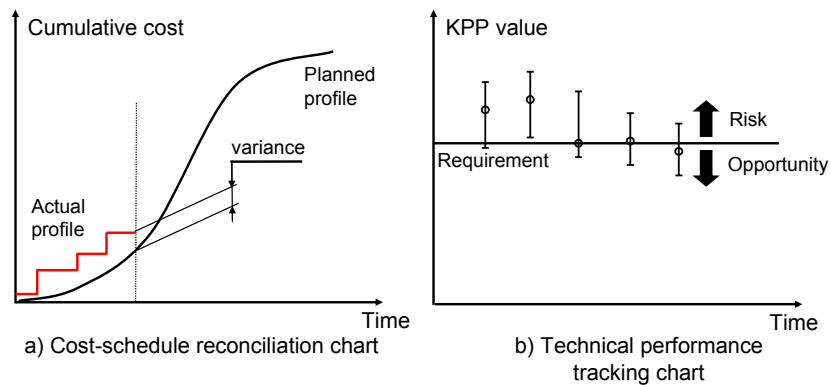 Cumulative cost
Planned
profile
variance
Actual
profile
Time
a) Cost-schedule reconciliation chart
KPP value
Risk
Requirement
Opportunity
Time
b) Technical performance
tracking chart